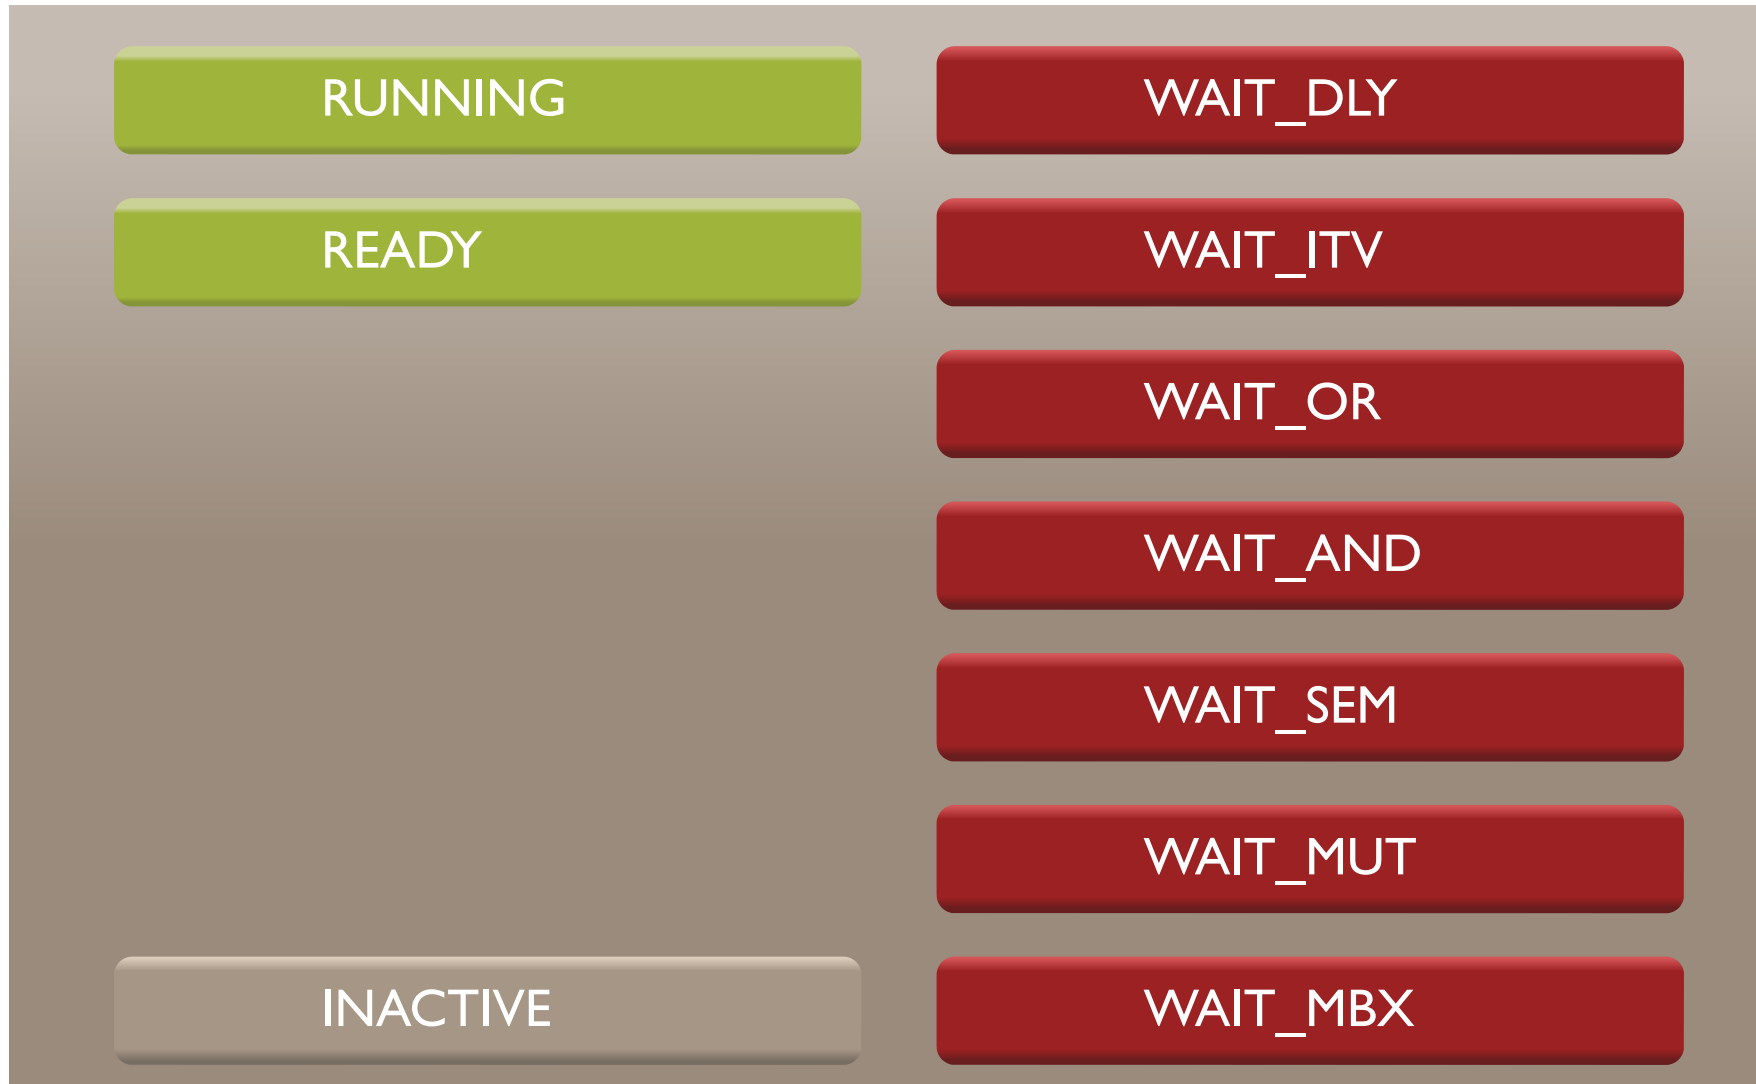 RUNNING
READY
INACTIVE
WAIT_DLY
WAIT_ITV
WAIT_OR
WAIT_AND
WAIT_SEM
WAIT_MUT
WAIT_MBX